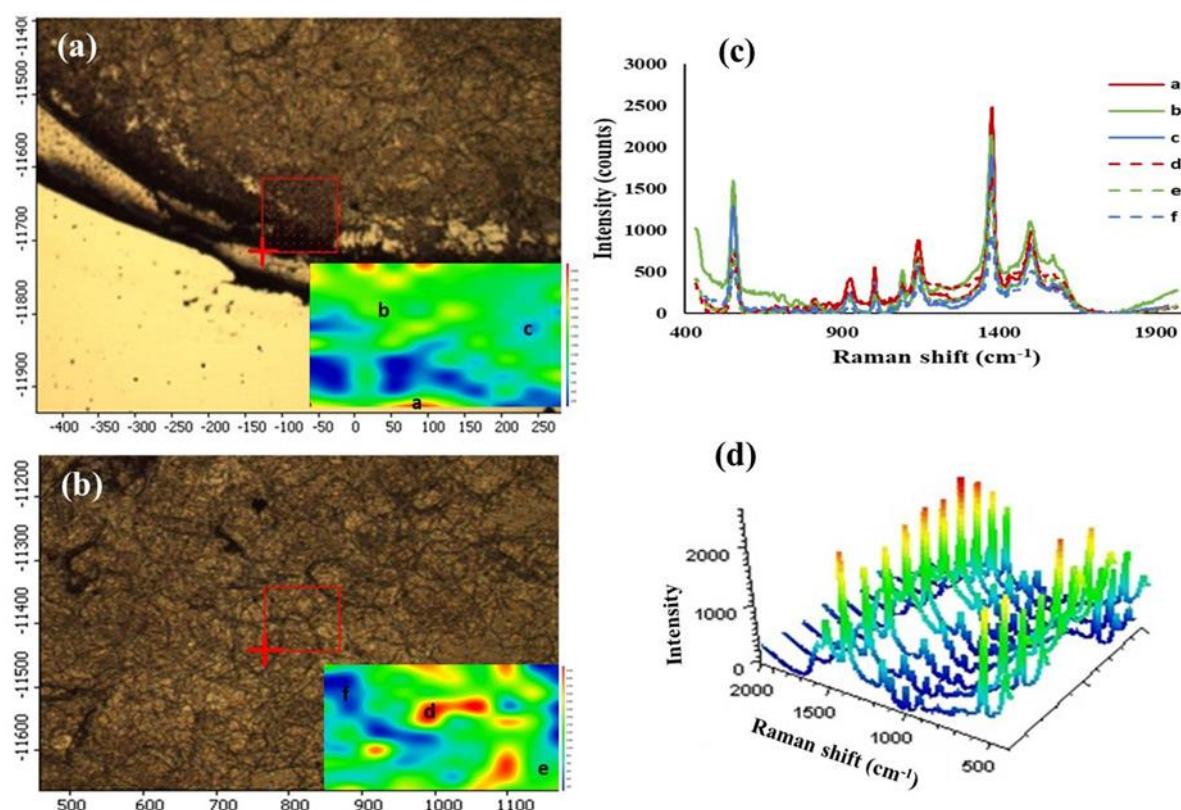 (a)
-11400
-11500
-11600
-11700
-11800
-11900
b
c
a
-400 -350 -300 -250 -200 -150 -100 -50 0 50 100 150 200 250
(b)
-11200
-11300
-11400
-11500
-11600
f
d
e
500 600 700 800 900 1000 1100
(c)
3000
2500
2000
1500
1000
500
0
Intensity (counts)
400 900 1400 1900
Raman shift (cm⁻¹)
a
b
c
d
e
f
(d)
2000
1000
0
Intensity
2000 1500 1000 500
Raman shift (cm⁻¹)